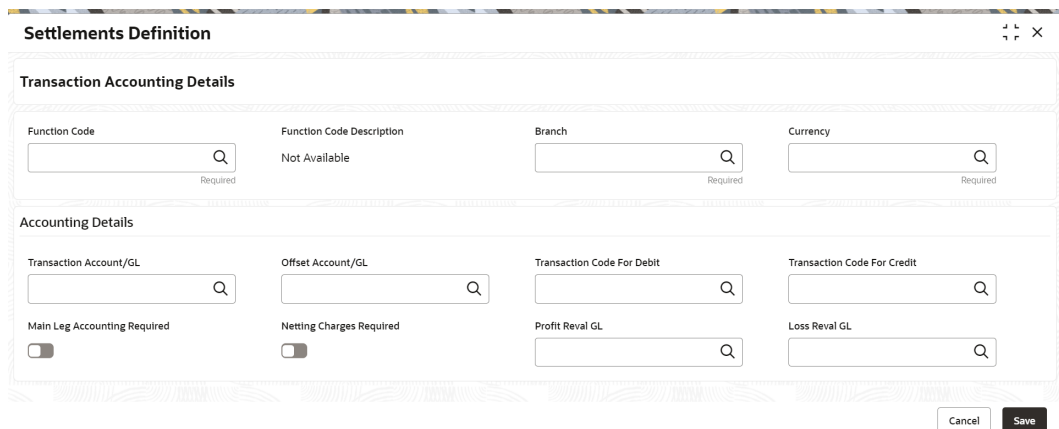 Settlements Definition
Transaction Accounting Details
Function Code Function Code Description Branch Currency
Not Available
Required Required Required
Accounting Details
Transaction Account/GL Offset Account/GL Transaction Code For Debit Transaction Code For Credit
Main Leg Accounting Required Netting Charges Required Profit Reval GL Loss Reval GL
Cancel Save